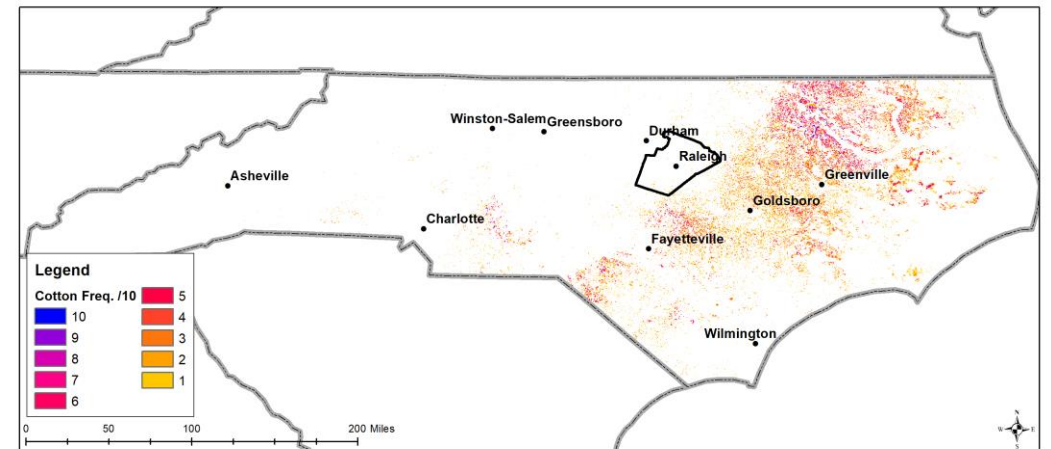 Winston-Salem
Greensboro
Durham
Raleigh
Asheville
Greenville
Goldsboro
Charlotte
Fayetteville
Wilmington
Legend
Cotton Freq. /10
10
9
8
7
6
5
4
3
2
1
0 50 100 200 Miles
N
W E
S